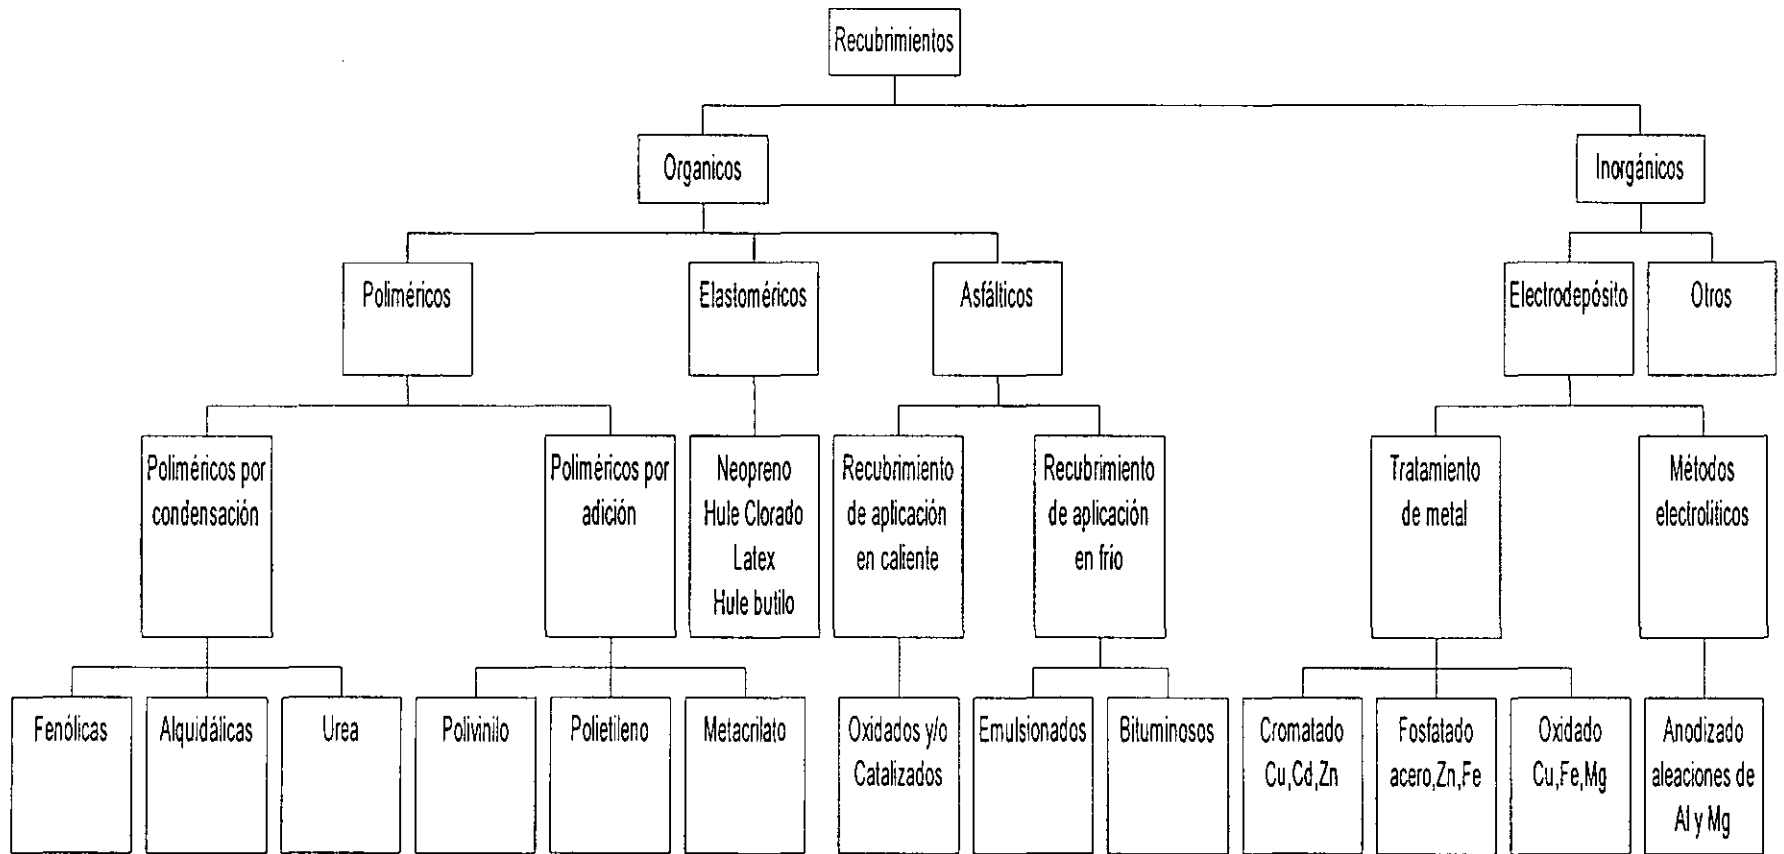 Recubrimientos
Organicos
Inorgánicos
Poliméricos
Elastoméricos
Asfálticos
Electrodepósito
Otros
Poliméricos por
condensación
Poliméricos por
adición
Neopreno
Hule Clorado
Latex
Hule butilo
Recubrimiento
de aplicación
en caliente
Recubrimiento
de aplicación
en frío
Tratamiento
de metal
Métodos
electrolíticos
Fenólicas
Alquidálicas
Urea
Polivinilo
Polietileno
Metacrilato
Oxidados y/o
Catalizados
Emulsionados
Bituminosos
Cromatado
Cu,Cd,Zn
Fosfatado
acero,Zn,Fe
Oxidado
Cu,Fe,Mg
Anodizado
aleaciones de
Al y Mg